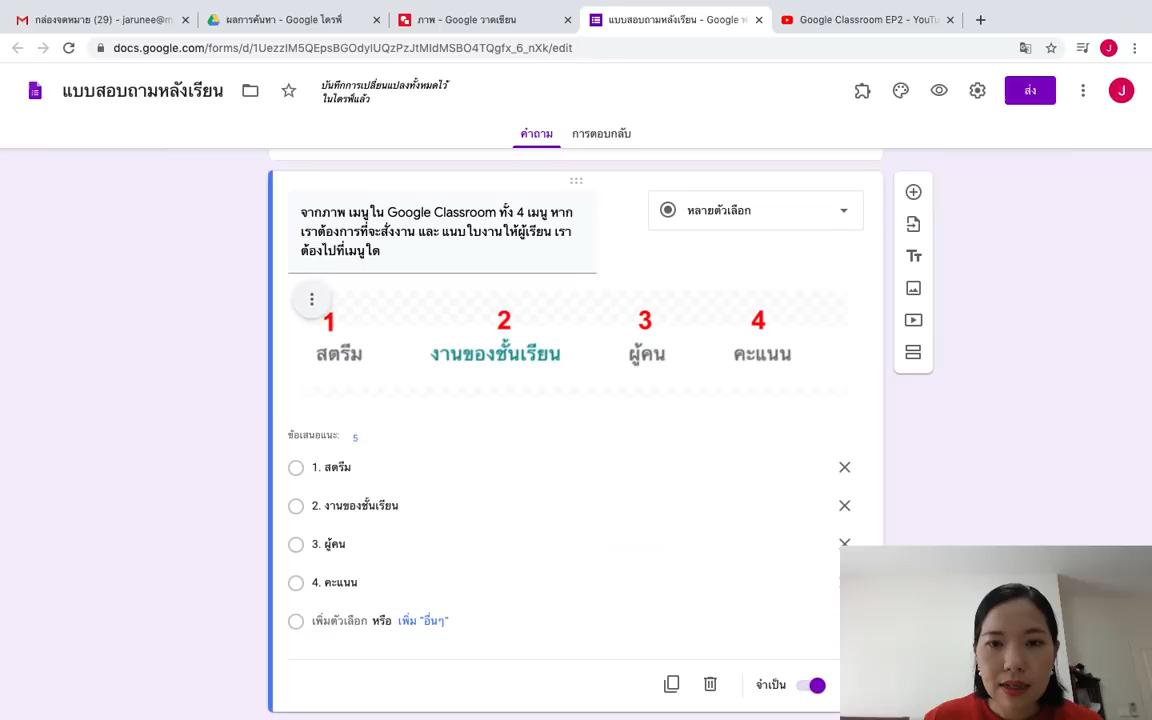 กล่องจดหมาย (29) - jarunee@m
ผลการค้นหา - Google ไดรฟ์
ภาพ - Google วาดเขียน
แบบสอบถามหลังเรียน - Google ฟ
Google Classroom EP2 - YouTu
docs.google.com/forms/d/1UezzIM5QEpsBGOdyIUQzPzJtMIdMSBO4TQgfx_6_nXk/edit
J
แบบสอบถามหลังเรียน
บันทึกการเปลี่ยนแปลงทั้งหมดไว้
ในไดรฟ์แล้ว
ส่ง
J
คำถาม
การตอบกลับ
จากภาพ เมนูใน Google Classroom ทั้ง 4 เมนู หาก
เราต้องการที่จะสั่งงาน และ แนบใบงานให้ผู้เรียน เรา
ต้องไปที่เมนูใด
หลายตัวเลือก
1 2 3 4
สตรีม งานของชั้นเรียน ผู้คน คะแนน
ข้อเสนอแนะ: 5
1. สตรีม
2. งานของชั้นเรียน
3. ผู้คน
4. คะแนน
เพิ่มตัวเลือก หรือ เพิ่ม "อื่นๆ"
จำเป็น